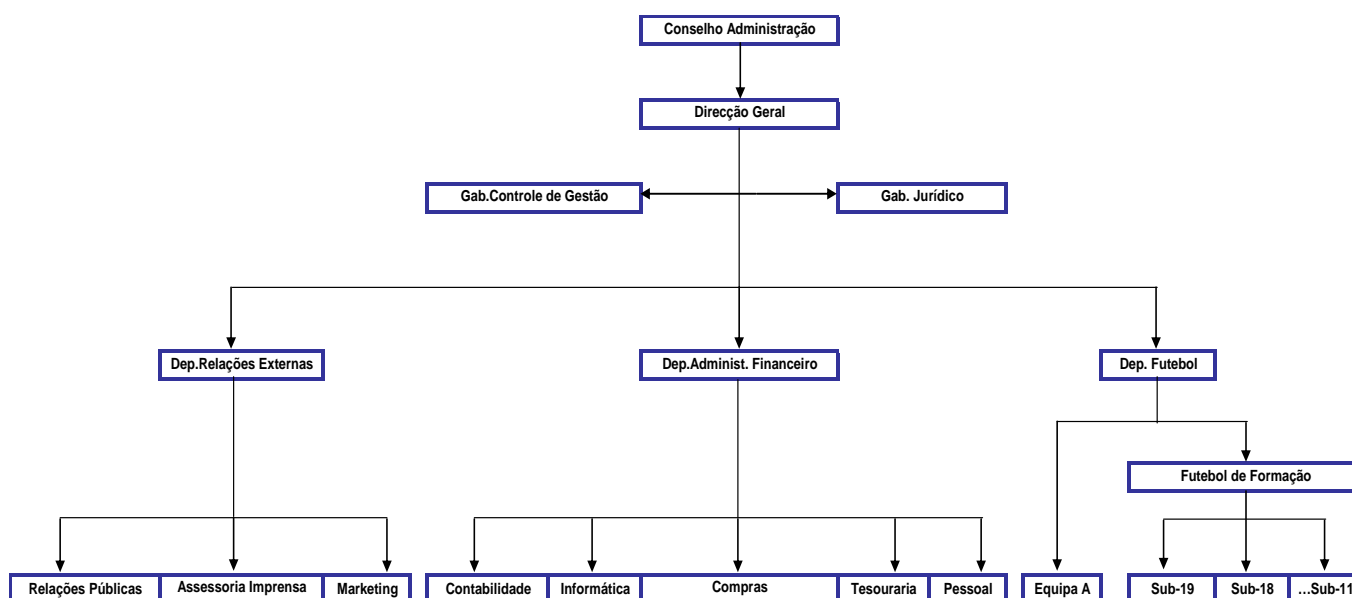 Conselho Administração
Direcção Geral
Gab.Controle de Gestão
Gab. Jurídico
Dep.Relações Externas
Dep.Administ. Financeiro
Dep. Futebol
Futebol de Formação
Relações Públicas
Assessoria Imprensa
Marketing
Contabilidade
Informática
Compras
Tesouraria
Pessoal
Equipa A
Sub-19
Sub-18
...Sub-11